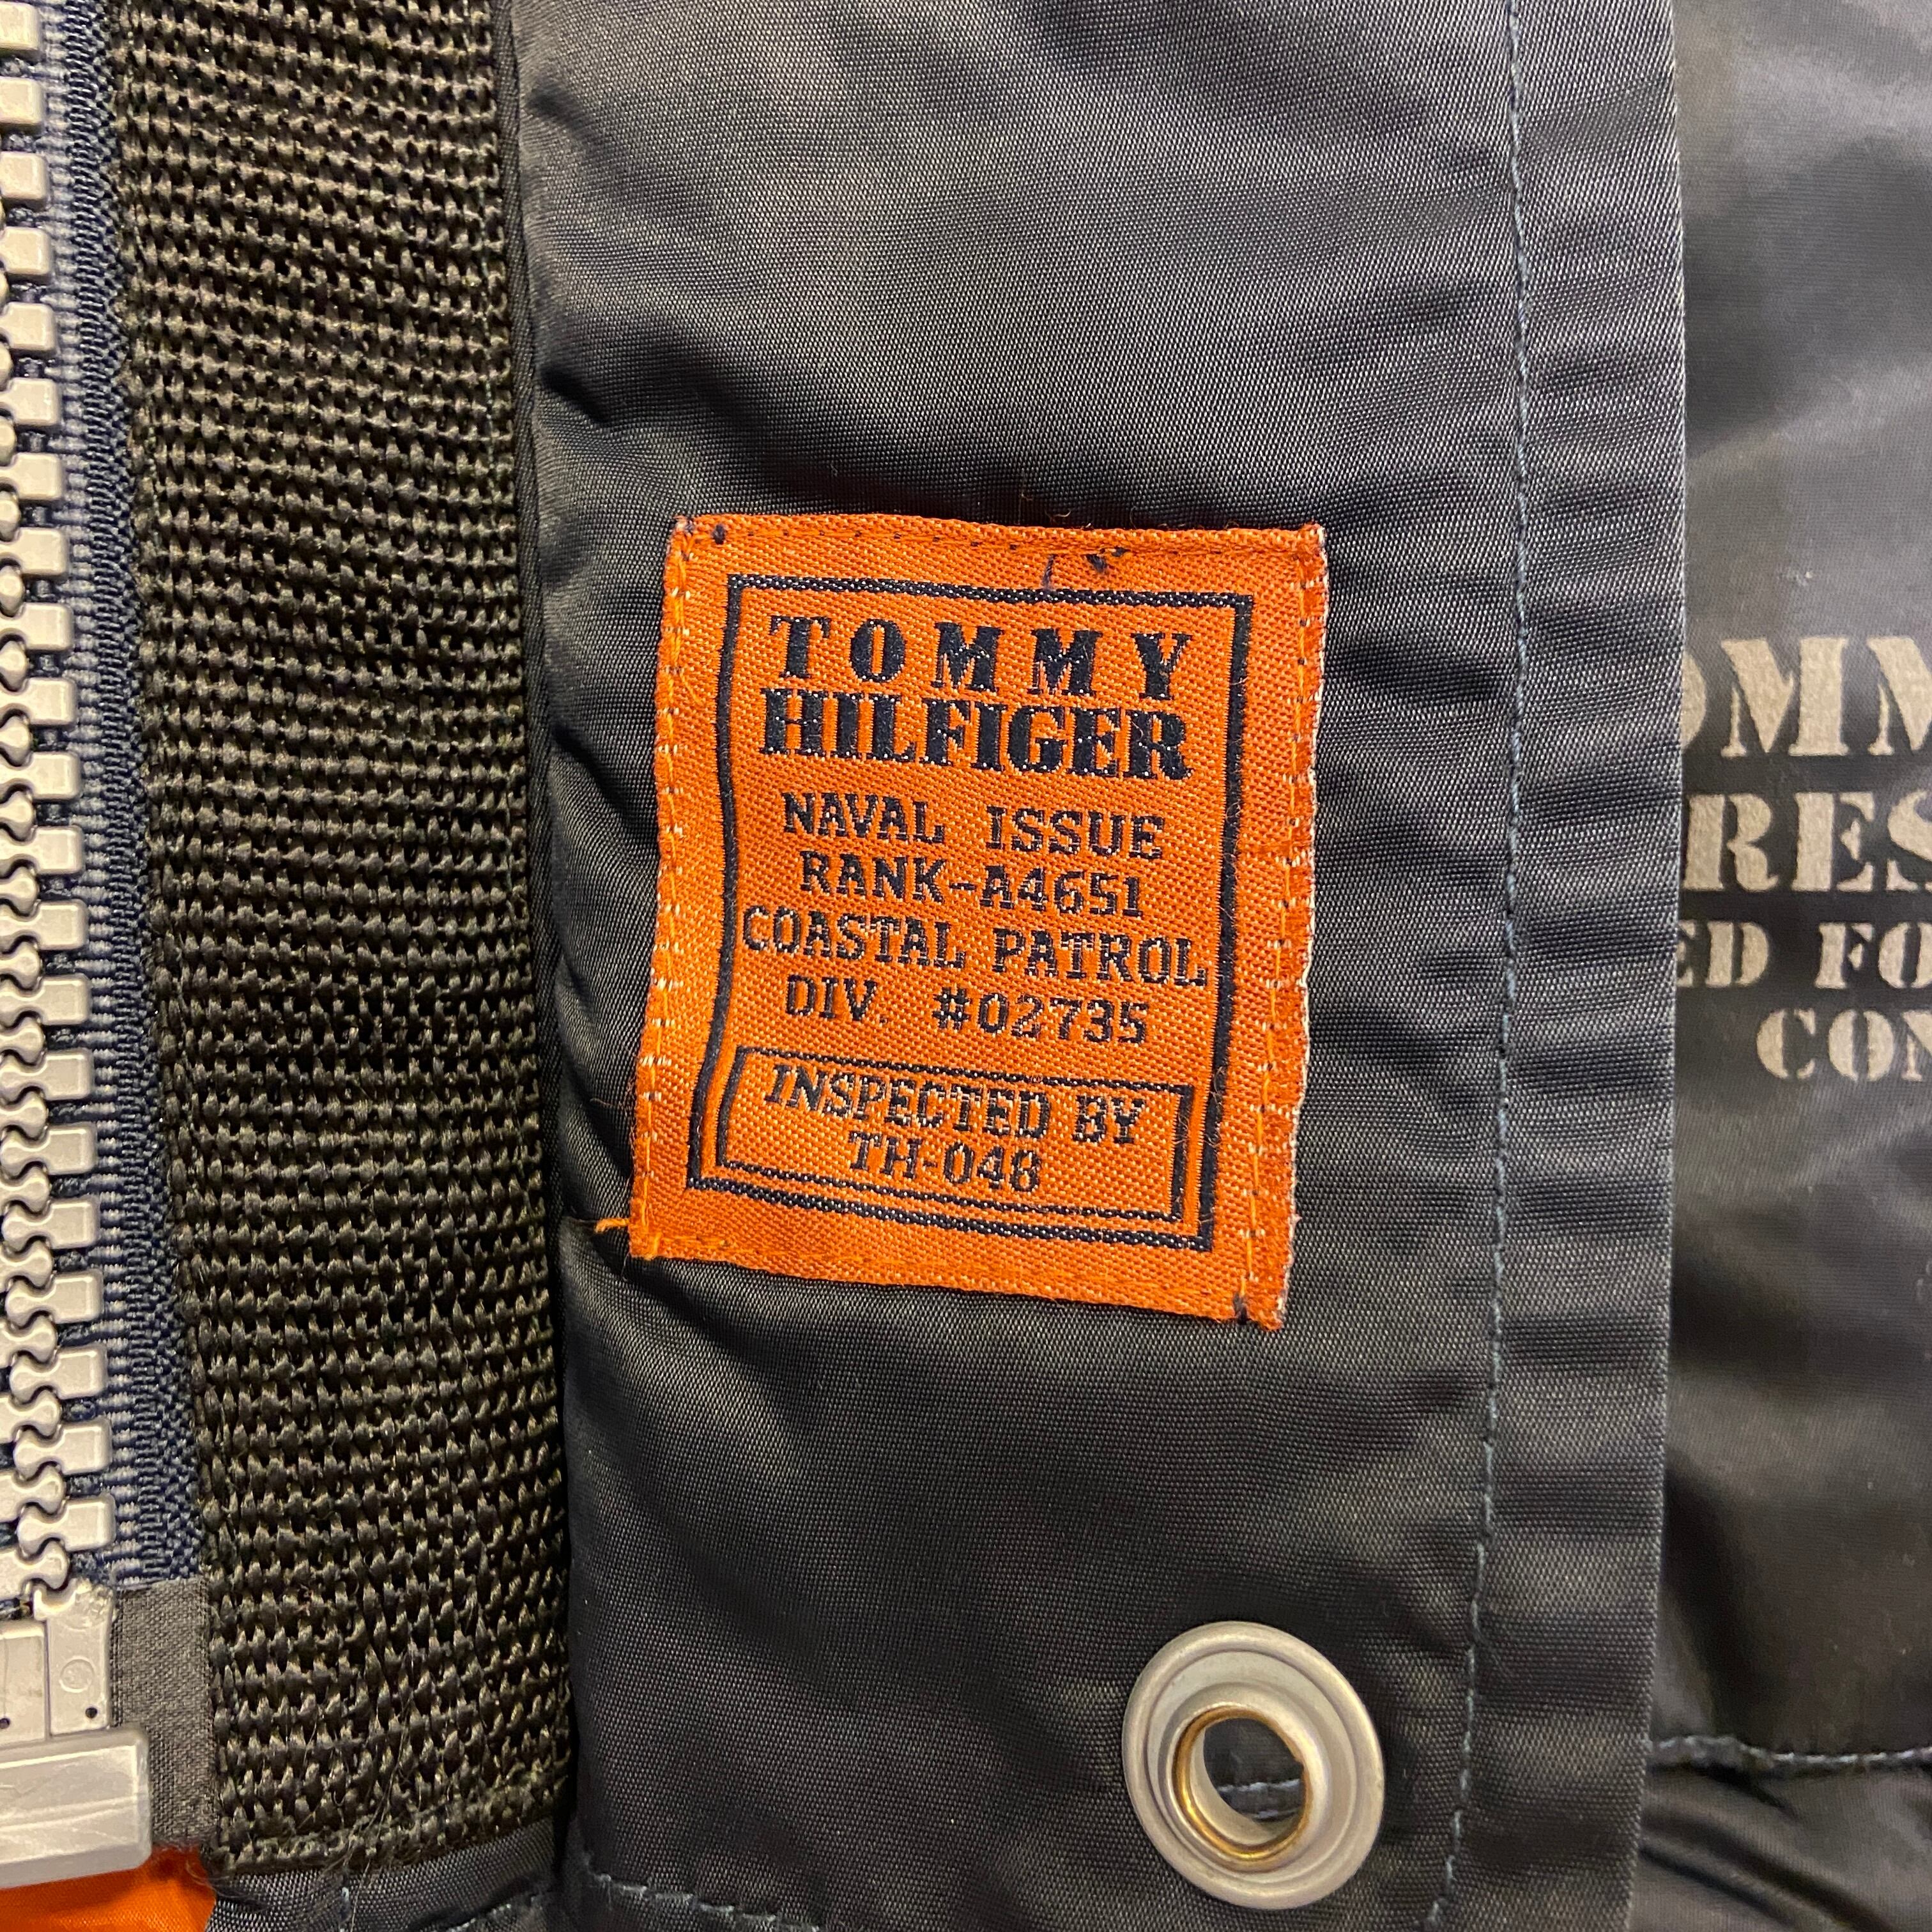 TOMMY
HILFIGER
NAVAL ISSUE
RANK-A4651
COASTAL PATROL
DIV. #02735
INSPECTED BY
TH-048